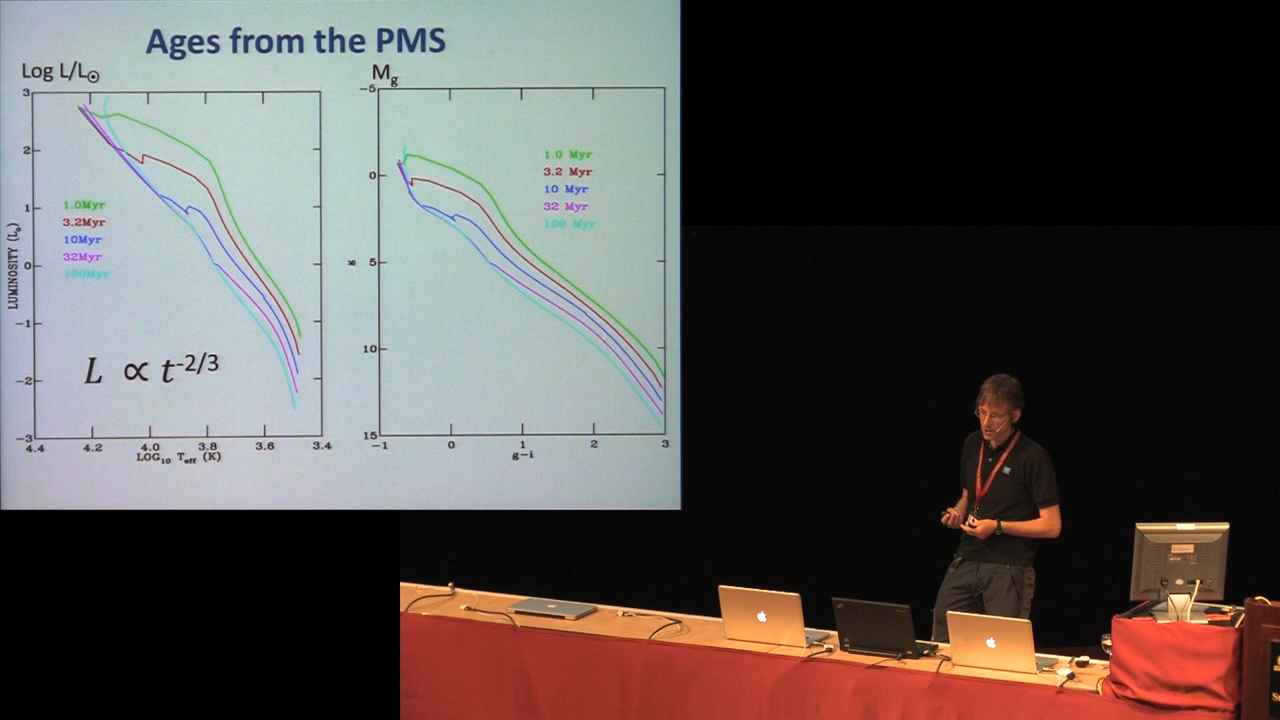 Ages from the PMS
Log L/L☉
3
2
1
0
−1
−2
−3
LUMINOSITY (L☉)
1.0Myr
3.2Myr
10Myr
32Myr
100Myr
L ∝ t-2/3
4.4 4.2 4.0 3.8 3.6 3.4
LOG10 Teff (K)
Mg
−5
0
5
10
15
g
1.0 Myr
3.2 Myr
10 Myr
32 Myr
100 Myr
−1 0 1 2 3
g−i